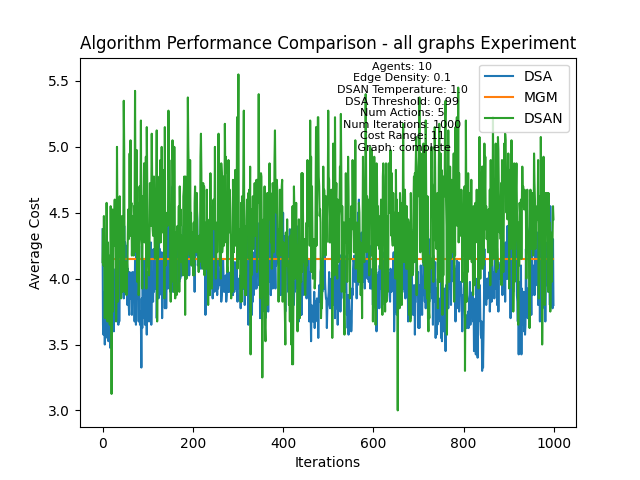 Algorithm Performance Comparison - all graphs Experiment
Agents: 10
Edge Density: 0.1
DSAN Temperature: 1.0
DSA Threshold: 0.99
Num Actions: 5
Num Iterations: 1000
Cost Range: 11
Graph: complete
DSA
MGM
DSAN
5.5
5.0
4.5
4.0
3.5
3.0
Average Cost
0
200
400
600
800
1000
Iterations